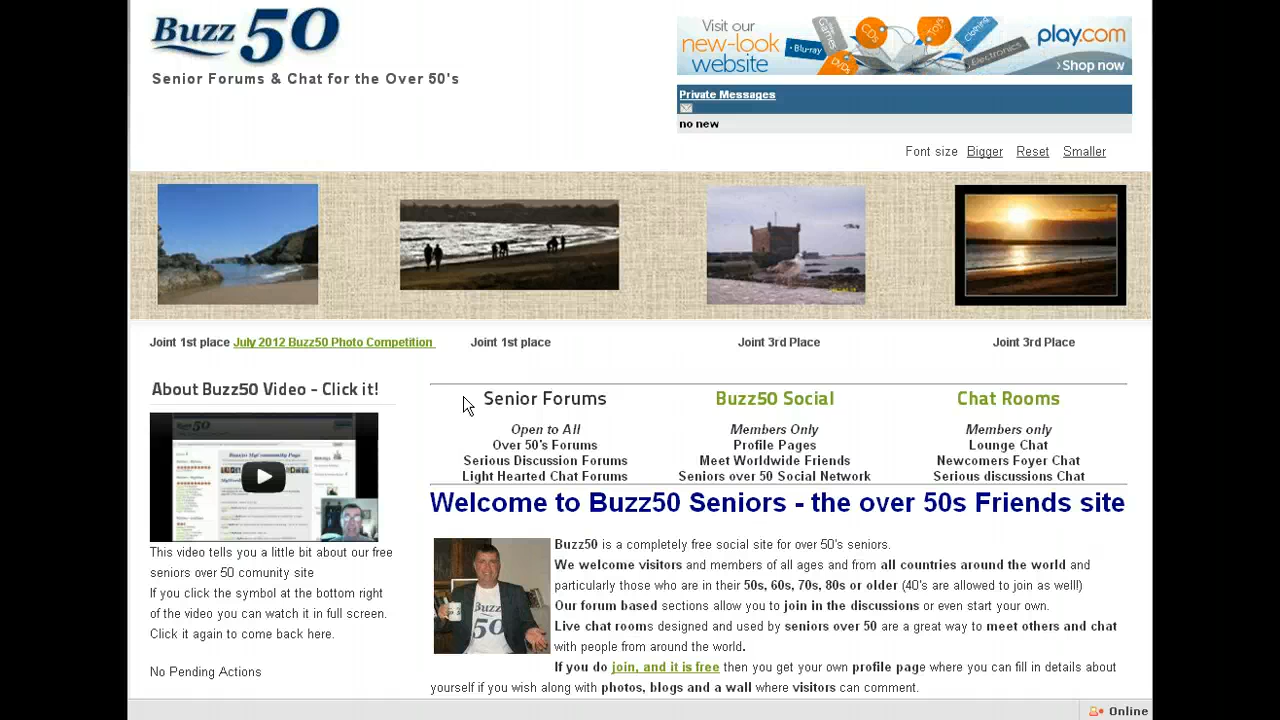 Buzz 50
Senior Forums & Chat for the Over 50's
Visit our
new-look
website
Blu-ray
Games
CDs
DVDs
Toys
Clothing
Electronics
play.com
›Shop now
Private Messages
no new
Font size Bigger Reset Smaller
Joint 1st place July 2012 Buzz50 Photo Competition
Joint 1st place
Joint 3rd Place
Joint 3rd Place
About Buzz50 Video - Click it!
Buzz 50
This video tells you a little bit about our free
seniors over 50 comunity site
If you click the symbol at the bottom right
of the video you can watch it in full screen.
Click it again to come back here.
No Pending Actions
Senior Forums
Open to All
Over 50's Forums
Serious Discussion Forums
Light Hearted Chat Forums
Buzz50 Social
Members Only
Profile Pages
Meet Worldwide Friends
Seniors over 50 Social Network
Chat Rooms
Members only
Lounge Chat
Newcomers Foyer Chat
Serious discussions Chat
Welcome to Buzz50 Seniors - the over 50s Friends site
Buzz
50
Buzz50 is a completely free social site for over 50's seniors.
We welcome visitors and members of all ages and from all countries around the world and
particularly those who are in their 50s, 60s, 70s, 80s or older (40's are allowed to join as well!)
Our forum based sections allow you to join in the discussions or even start your own.
Live chat rooms designed and used by seniors over 50 are a great way to meet others and chat
with people from around the world.
If you do join, and it is free then you get your own profile page where you can fill in details about
yourself if you wish along with photos, blogs and a wall where visitors can comment.
Online